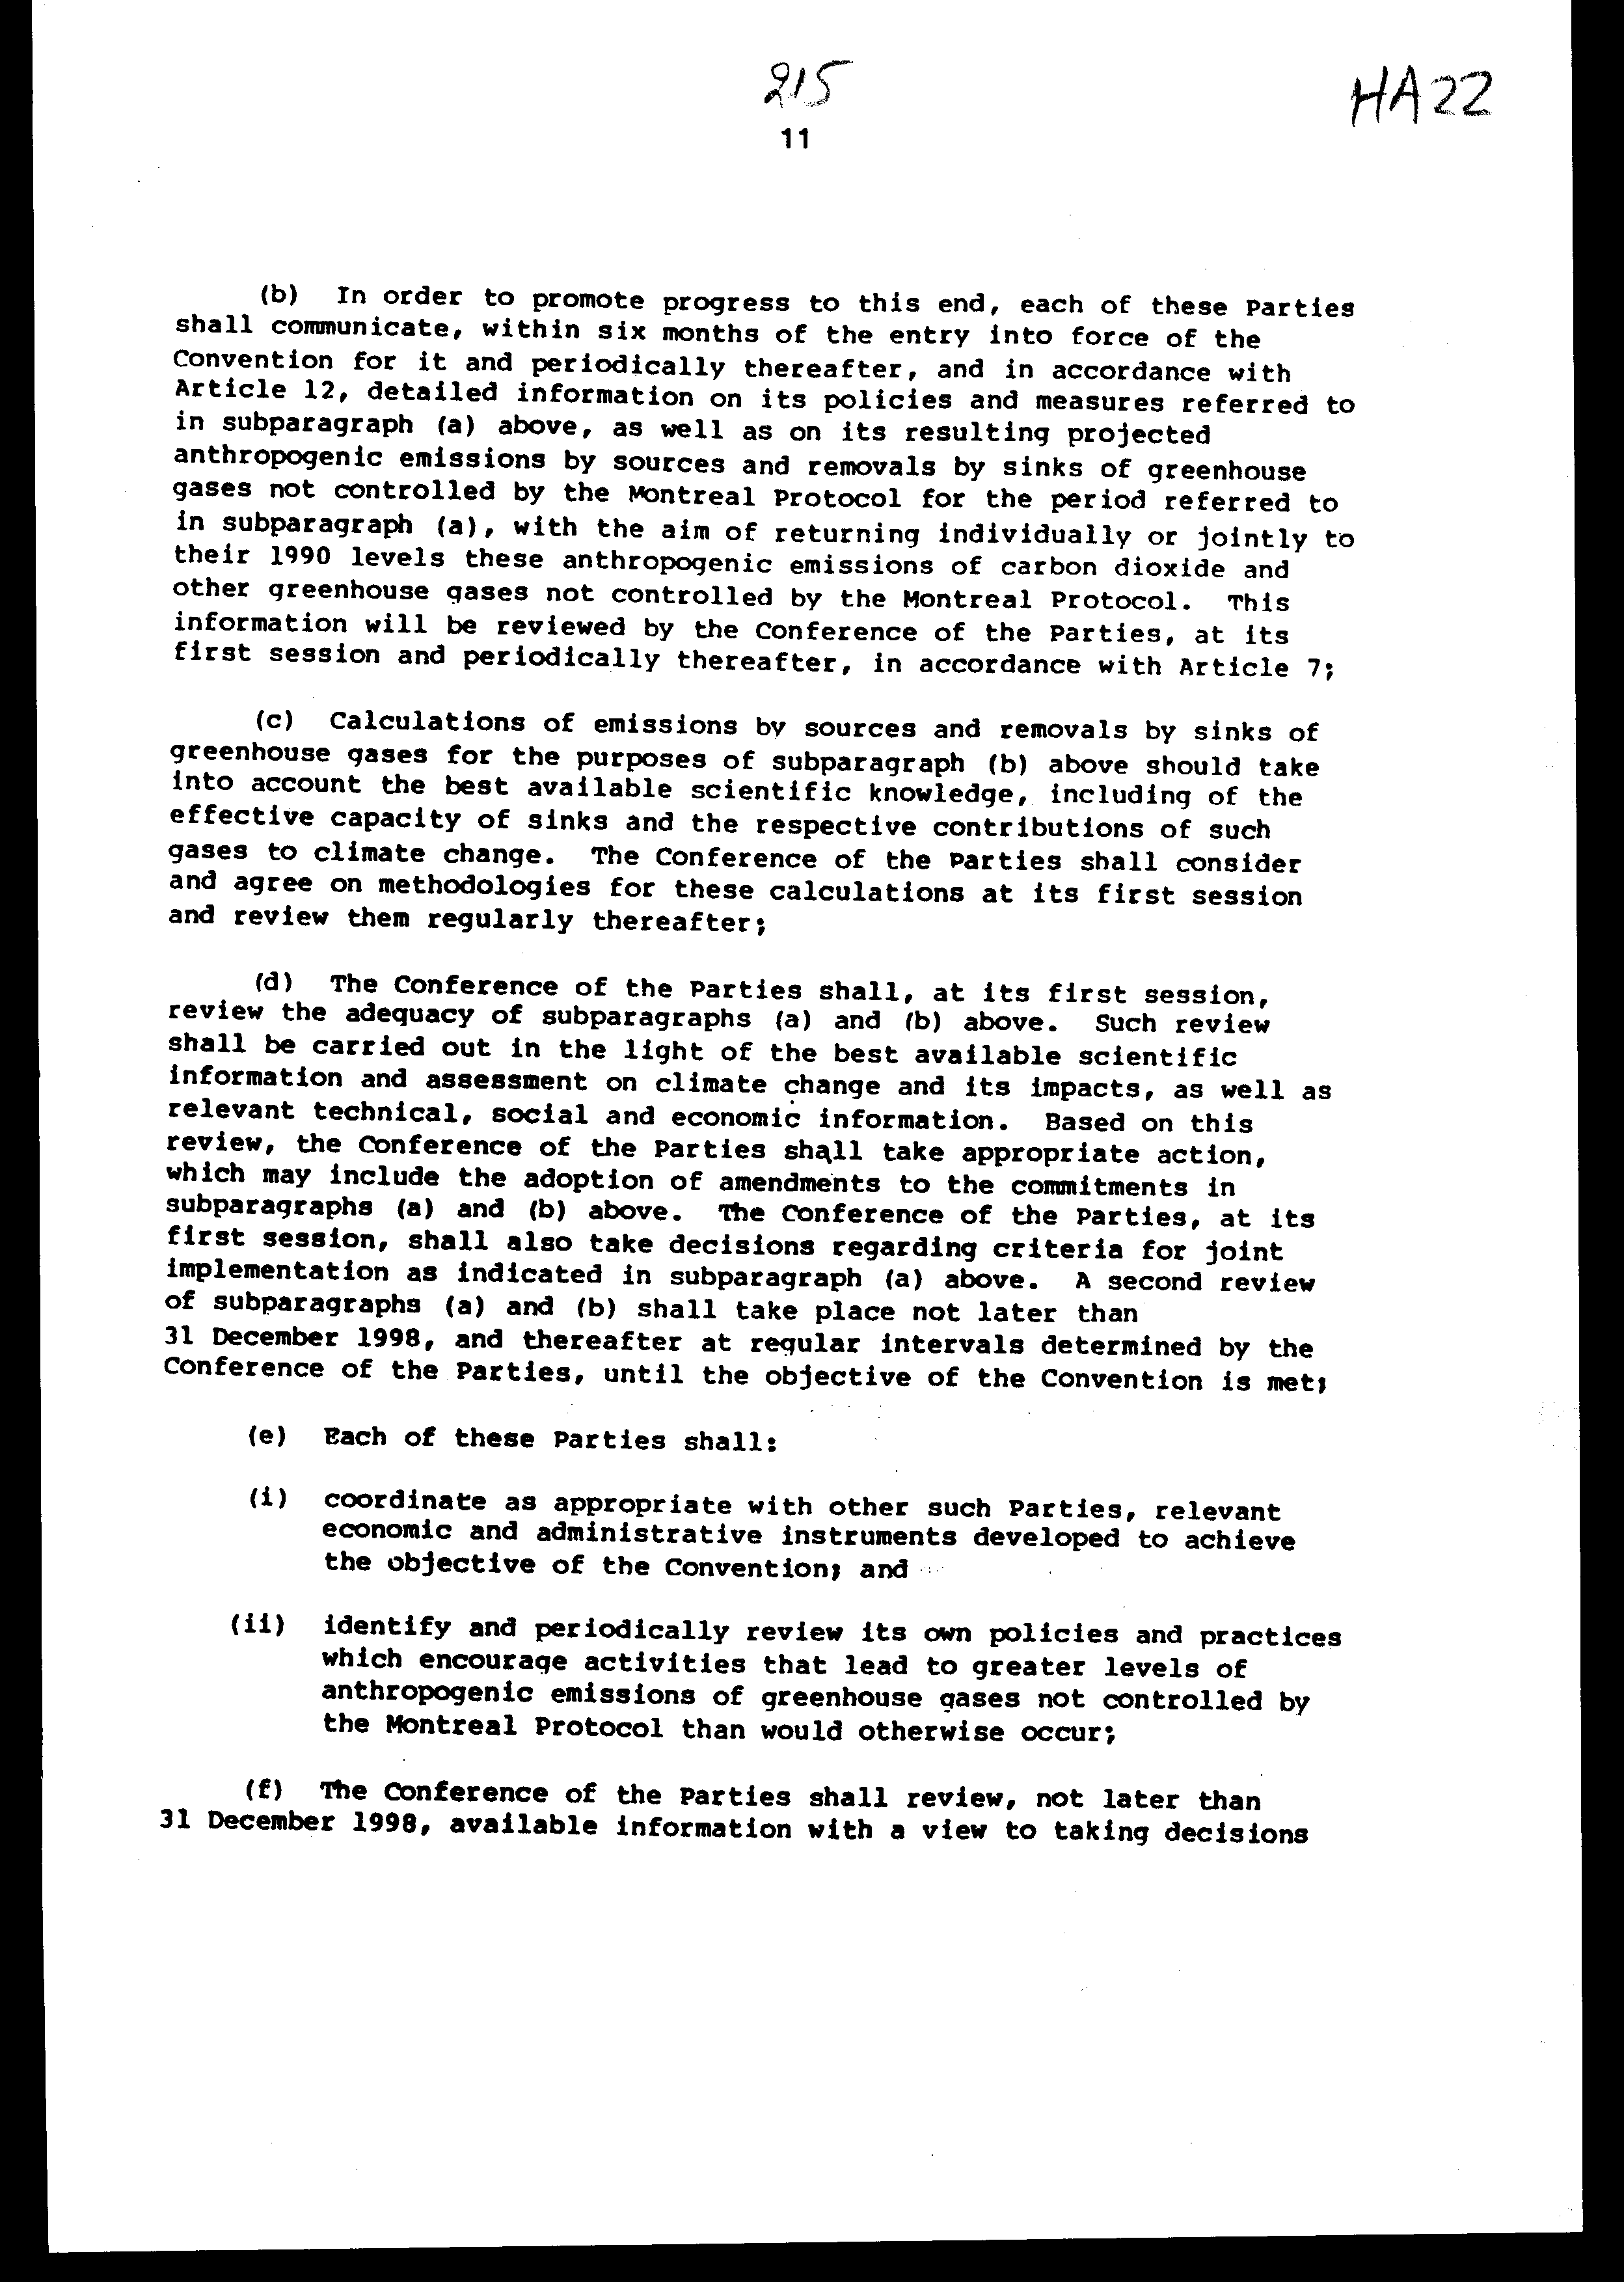 215
HA22
11
(b) In order to promote progress to this end, each of these Parties
shall communicate, within six months of the entry into force of the
Convention for it and periodically thereafter, and in accordance with
Article 12, detailed information on its policies and measures referred to
in subparagraph (a) above, as well as on its resulting projected
anthropogenic emissions by sources and removals by sinks of greenhouse
gases not controlled by the Montreal Protocol for the period referred to
in subparagraph (a), with the aim of returning individually or jointly to
their 1990 levels these anthropogenic emissions of carbon dioxide and
other greenhouse gases not controlled by the Montreal Protocol. This
information will be reviewed by the Conference of the Parties, at its
first session and periodically thereafter, in accordance with Article 7;
(c) Calculations of emissions by sources and removals by sinks of
greenhouse gases for the purposes of subparagraph (b) above should take
into account the best available scientific knowledge, including of the
effective capacity of sinks and the respective contributions of such
gases to climate change. The Conference of the Parties shall consider
and agree on methodologies for these calculations at its first session
and review them regularly thereafter;
(d) The Conference of the Parties shall, at its first session,
review the adequacy of subparagraphs (a) and (b) above. Such review
shall be carried out in the light of the best available scientific
information and assessment on climate change and its impacts, as well as
relevant technical, social and economic information. Based on this
review, the Conference of the Parties shall take appropriate action,
which may include the adoption of amendments to the commitments in
subparagraphs (a) and (b) above. The Conference of the Parties, at its
first session, shall also take decisions regarding criteria for joint
implementation as indicated in subparagraph (a) above. A second review
of subparagraphs (a) and (b) shall take place not later than
31 December 1998, and thereafter at regular intervals determined by the
Conference of the Parties, until the objective of the Convention is met;
(e) Each of these Parties shall:
(i) coordinate as appropriate with other such Parties, relevant
economic and administrative instruments developed to achieve
the objective of the Convention; and
(ii) identify and periodically review its own policies and practices
which encourage activities that lead to greater levels of
anthropogenic emissions of greenhouse gases not controlled by
the Montreal Protocol than would otherwise occur;
(f) The Conference of the Parties shall review, not later than
31 December 1998, available information with a view to taking decisions